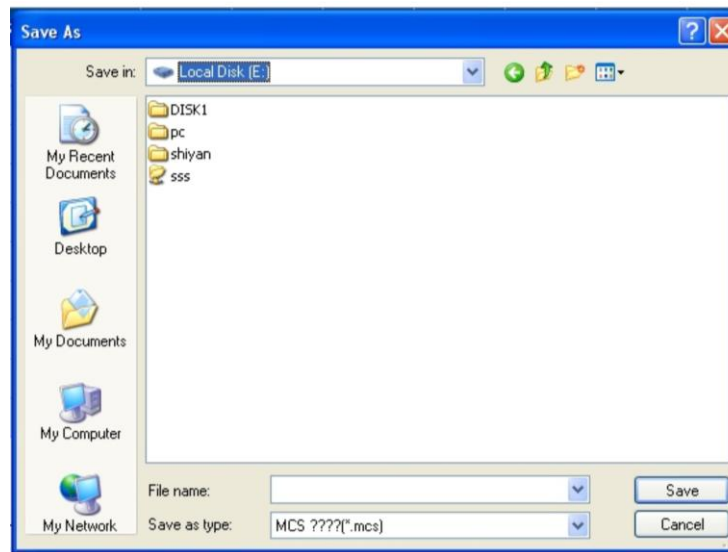 Save As
Save in:
Local Disk (E:)
My Recent
Documents
Desktop
My Documents
My Computer
My Network
DISK1
pc
shiyan
sss
File name:
Save
Save as type:
MCS ????(*.mcs)
Cancel